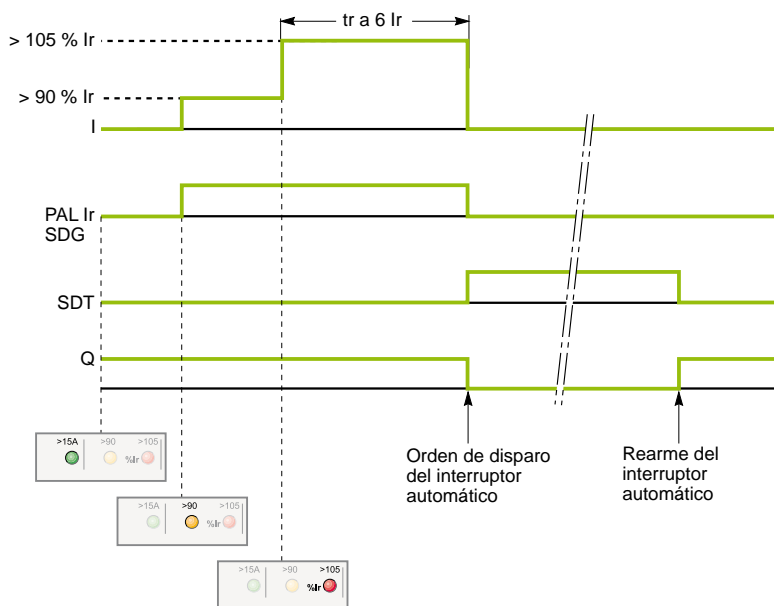 tr a 6 Ir
> 105 % Ir
> 90 % Ir
I
PAL Ir
SDG
SDT
Q
>15A >90 >105
%Ir
Orden de disparo
del interruptor
automático
Rearme del
interruptor
automático
>15A >90 >105
%Ir
>15A >90 >105
%Ir